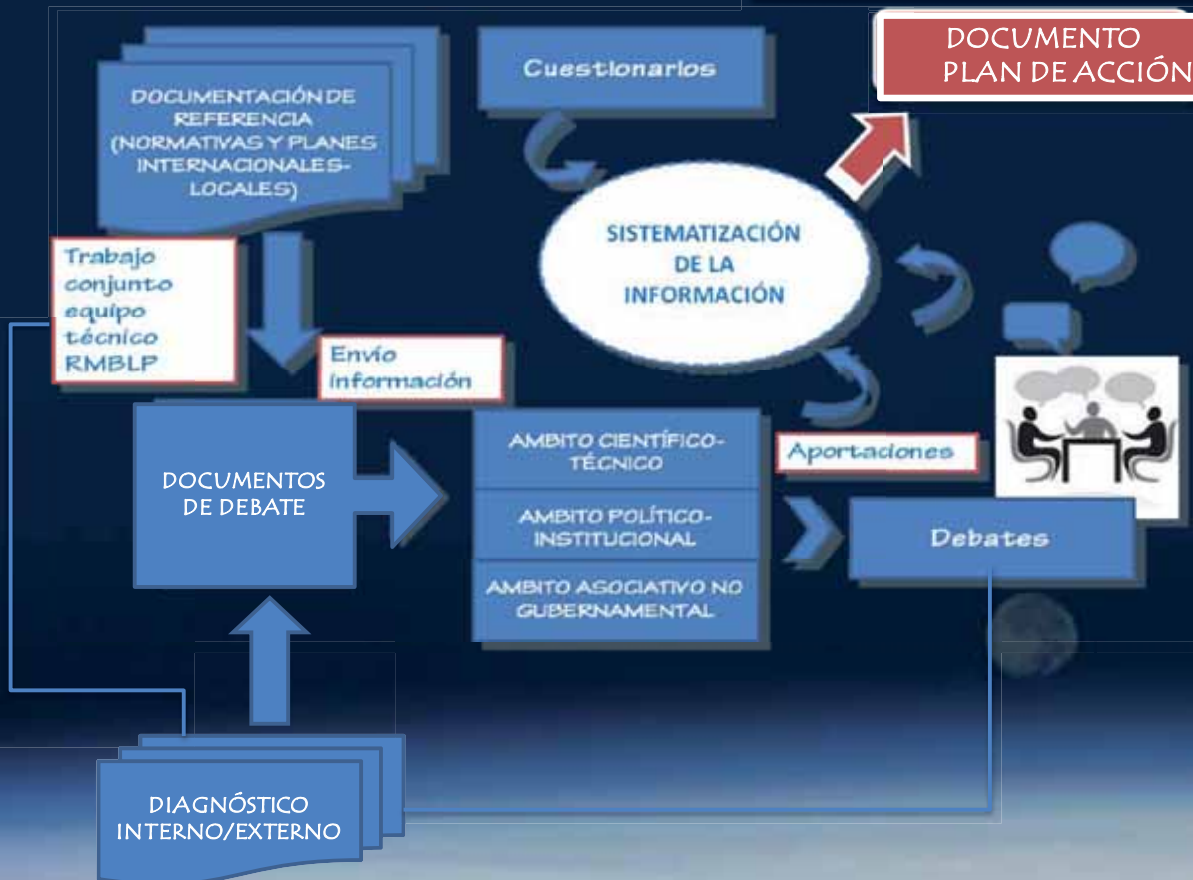 DOCUMENTO
PLAN DE ACCIÓN
Cuestionarios
DOCUMENTACIÓN DE
REFERENCIA
(NORMATIVAS Y PLANES
INTERNACIONALES-
LOCALES)
SISTEMATIZACIÓN
DE LA
INFORMACIÓN
Trabajo
conjunto
equipo
técnico
RMBLP
Envío
información
DOCUMENTOS
DE DEBATE
AMBITO CIENTÍFICO-
TÉCNICO
AMBITO POLÍTICO-
INSTITUCIONAL
AMBITO ASOCIATIVO NO
GUBERNAMENTAL
Aportaciones
Debates
DIAGNÓSTICO
INTERNO/EXTERNO